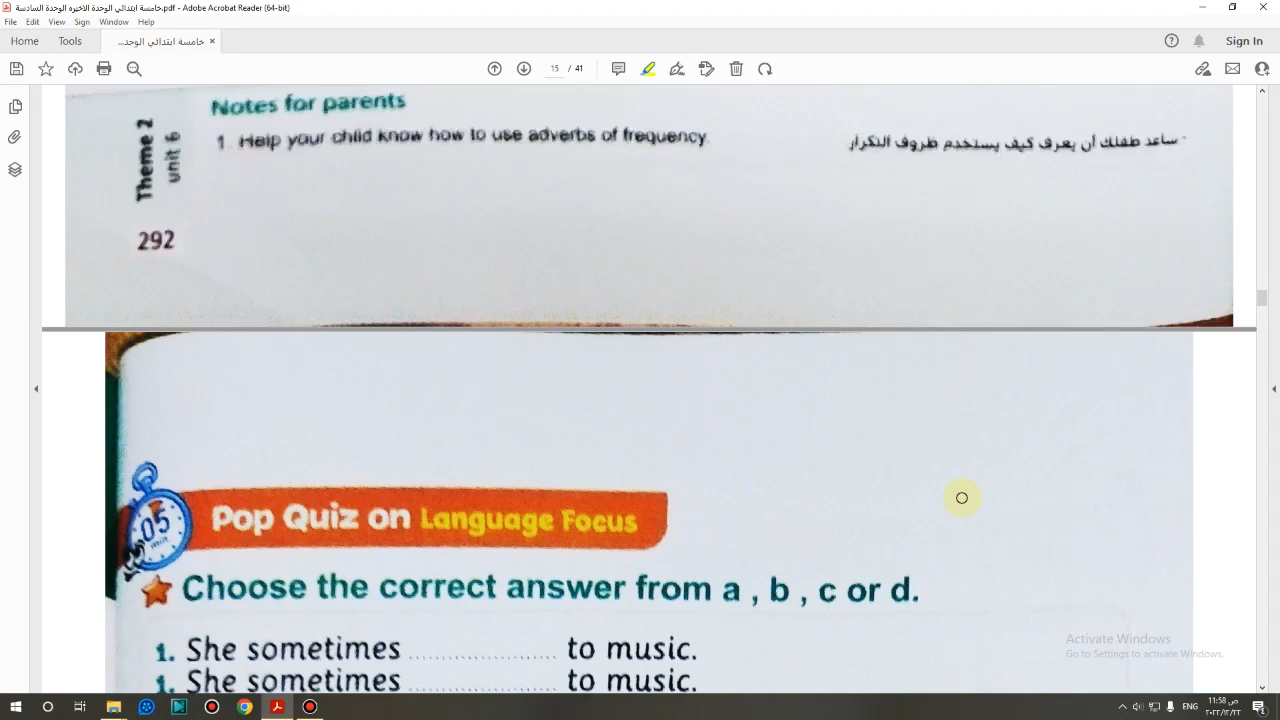 خامسة ابتدائي الوحدة الاخيره الوحدة السادسة.pdf - Adobe Acrobat Reader (64-bit)
File Edit View Sign Window Help
Home Tools خامسة ابتدائي الوحد... × Sign In
15 / 41
Notes for parents
1. Help your child know how to use adverbs of frequency.
ساعد طفلك أن يعرف كيف يستخدم ظروف التكرار
Theme 2
unit 6
292
05
Pop Quiz on Language Focus
Choose the correct answer from a , b , c or d.
1. She sometimes .................. to music.
1. She sometimes .................. to music.
Activate Windows
Go to Settings to activate Windows.
ENG
11:58 ص
٢٠٢٢/١٢/٢٢